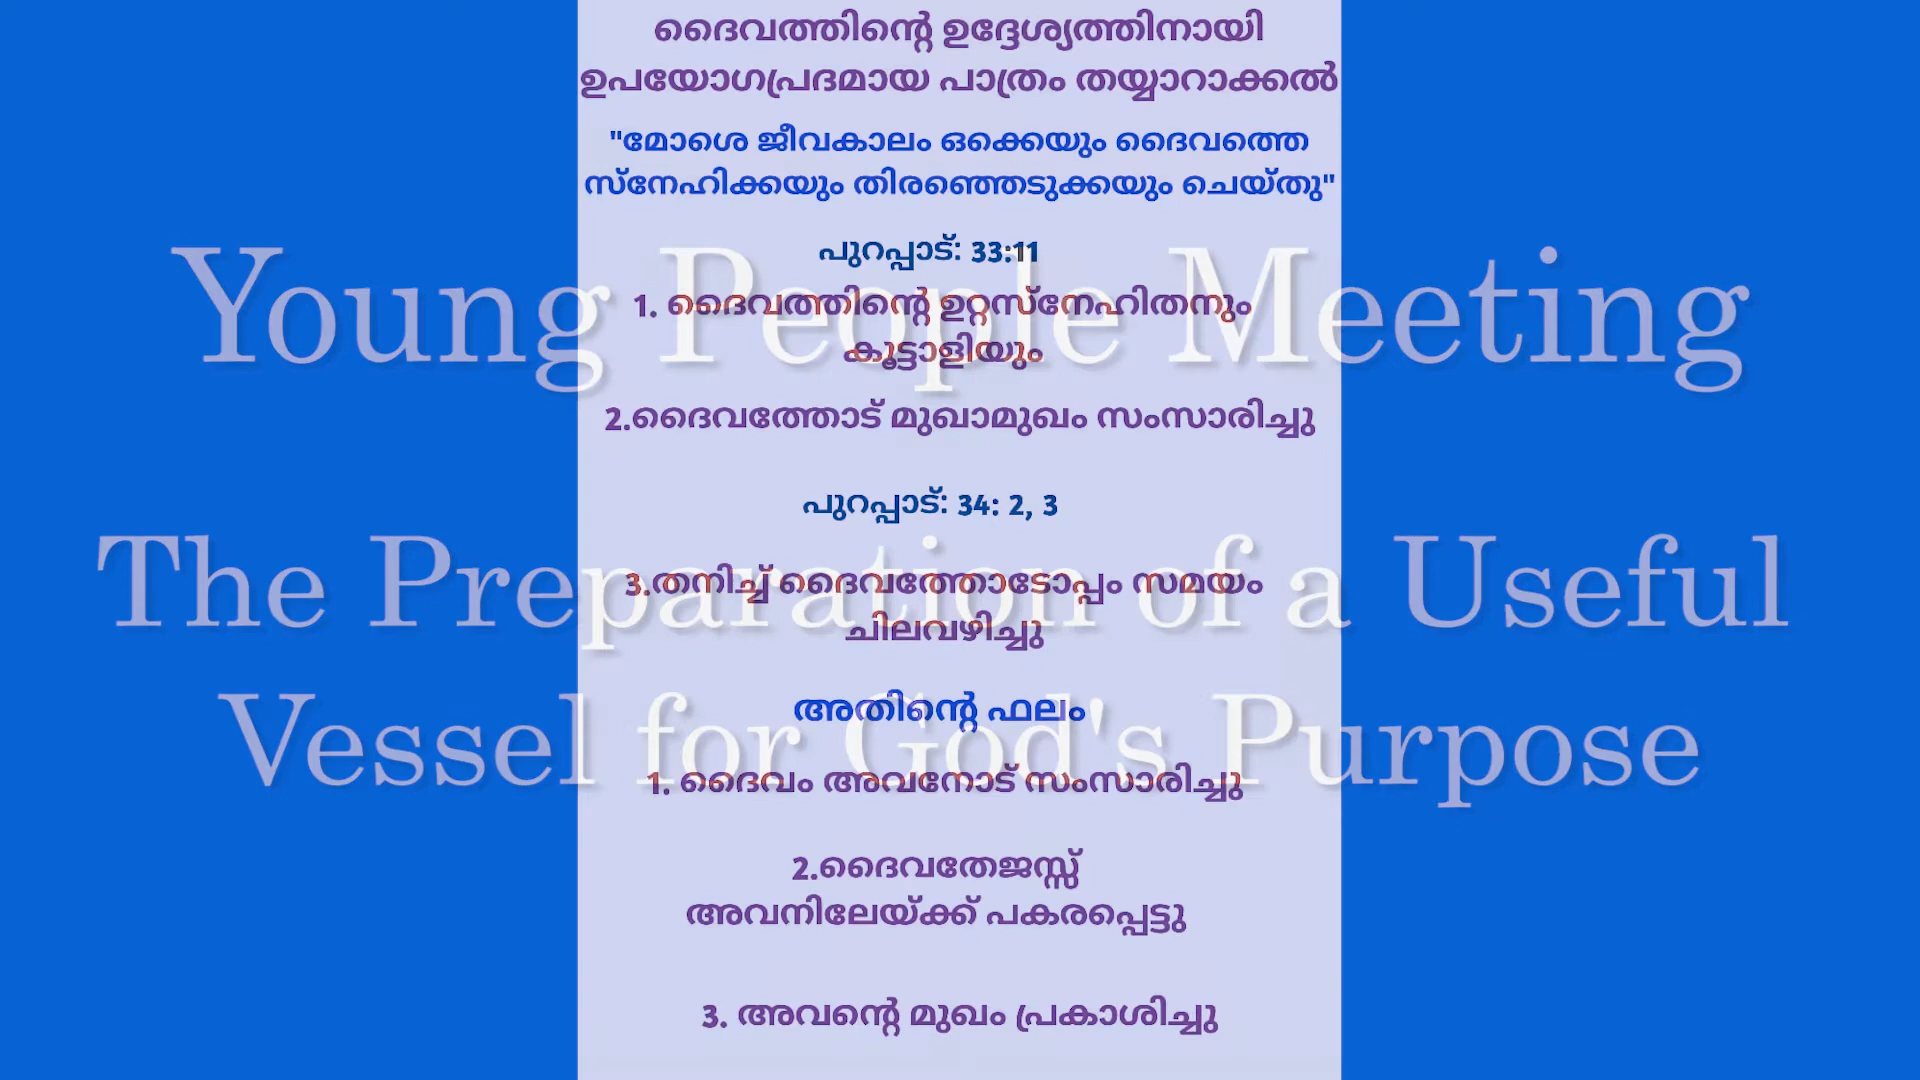 ദൈവത്തിന്റെ ഉദ്ദേശ്യത്തിനായി
ഉപയോഗപ്രദമായ പാത്രം തയ്യാറാക്കൽ
"മോശെ ജീവകാലം ഒക്കെയും ദൈവത്തെ
സ്നേഹിക്കയും തിരഞ്ഞെടുക്കയും ചെയ്തു"
പുറപ്പാട്: 33:11
Young People Meeting
1. ദൈവത്തിന്റെ ഉറ്റസ്നേഹിതനും
കൂട്ടാളിയും
2.ദൈവത്തോട് മുഖാമുഖം സംസാരിച്ചു
പുറപ്പാട്: 34: 2, 3
The Preparation of a Useful
3.തനിച്ച് ദൈവത്തോടോപ്പം സമയം
ചിലവഴിച്ചു
അതിന്റെ ഫലം
Vessel for God's Purpose
1. ദൈവം അവനോട് സംസാരിച്ചു
2.ദൈവതേജസ്സ്
അവനിലേയ്ക്ക് പകരപ്പെട്ടു
3. അവന്റെ മുഖം പ്രകാശിച്ചു